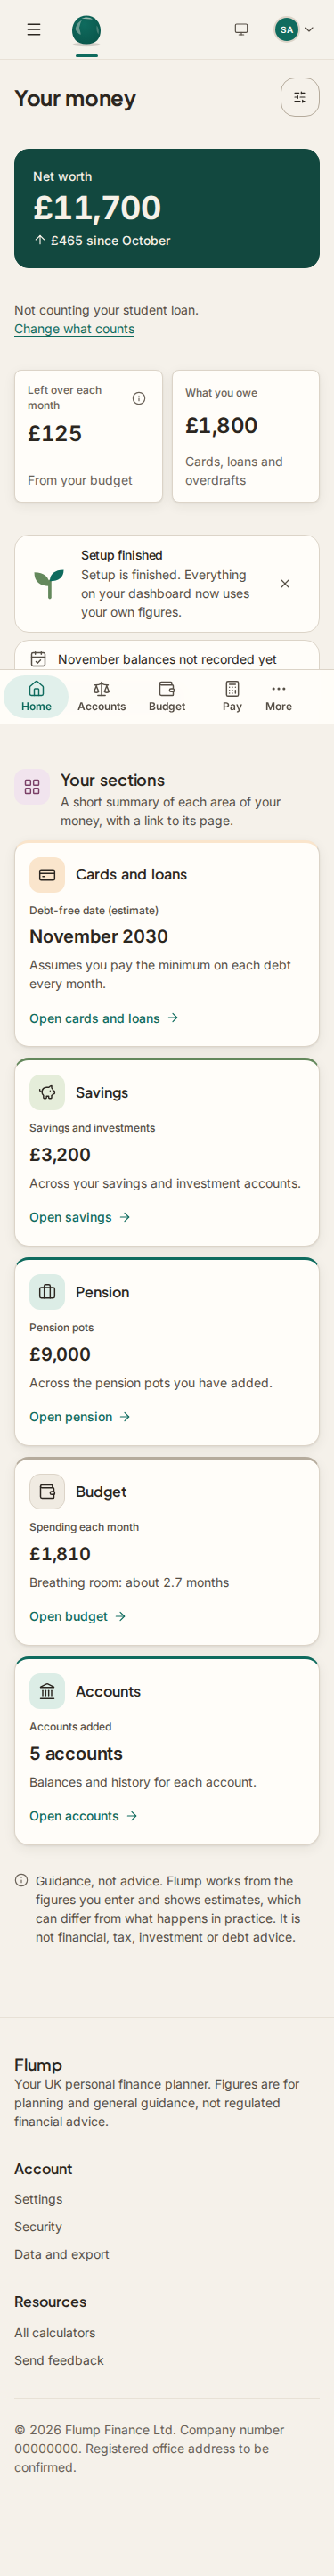 SA
Your money
Net worth
£11,700
↑ £465 since October
Not counting your student loan.
Change what counts
Left over each
month
£125
From your budget
What you owe
£1,800
Cards, loans and
overdrafts
Setup finished
Setup is finished. Everything
on your dashboard now uses
your own figures.
November balances not recorded yet
Home
Accounts
Budget
Pay
More
Your sections
A short summary of each area of your
money, with a link to its page.
Cards and loans
Debt-free date (estimate)
November 2030
Assumes you pay the minimum on each debt
every month.
Open cards and loans →
Savings
Savings and investments
£3,200
Across your savings and investment accounts.
Open savings →
Pension
Pension pots
£9,000
Across the pension pots you have added.
Open pension →
Budget
Spending each month
£1,810
Breathing room: about 2.7 months
Open budget →
Accounts
Accounts added
5 accounts
Balances and history for each account.
Open accounts →
Guidance, not advice. Flump works from the
figures you enter and shows estimates, which
can differ from what happens in practice. It is
not financial, tax, investment or debt advice.
Flump
Your UK personal finance planner. Figures are for
planning and general guidance, not regulated
financial advice.
Account
Settings
Security
Data and export
Resources
All calculators
Send feedback
© 2026 Flump Finance Ltd. Company number
00000000. Registered office address to be
confirmed.